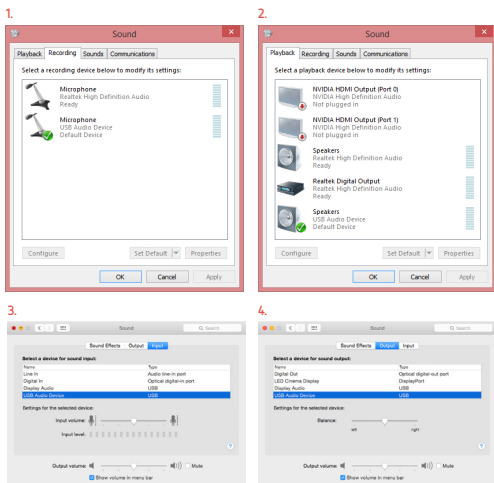 1.
Sound
Playback Recording Sounds Communications
Select a recording device below to modify its settings:
Microphone
Realtek High Definition Audio
Ready
Microphone
USB Audio Device
Default Device
Configure Set Default Properties
OK Cancel Apply
2.
Sound
Playback Recording Sounds Communications
Select a playback device below to modify its settings:
NVIDIA HDMI Output (Port 0)
NVIDIA High Definition Audio
Not plugged in
NVIDIA HDMI Output (Port 1)
NVIDIA High Definition Audio
Not plugged in
Speakers
Realtek High Definition Audio
Ready
Realtek Digital Output
Realtek High Definition Audio
Ready
Speakers
USB Audio Device
Default Device
Configure Set Default Properties
OK Cancel Apply
3.
Sound Search
Sound Effects Output Input
Select a device for sound input:
Name Type
Line In Audio line-in port
Digital In Optical digital-in port
Display Audio USB
USB Audio Device USB
Settings for the selected device:
Input volume:
Input level:
?
Output volume: Mute
Show volume in menu bar
4.
Sound Search
Sound Effects Output Input
Select a device for sound output:
Name Type
Digital Out Optical digital-out port
LED Cinema Display DisplayPort
Display Audio USB
USB Audio Device USB
Settings for the selected device:
Balance:
left right
?
Output volume: Mute
Show volume in menu bar